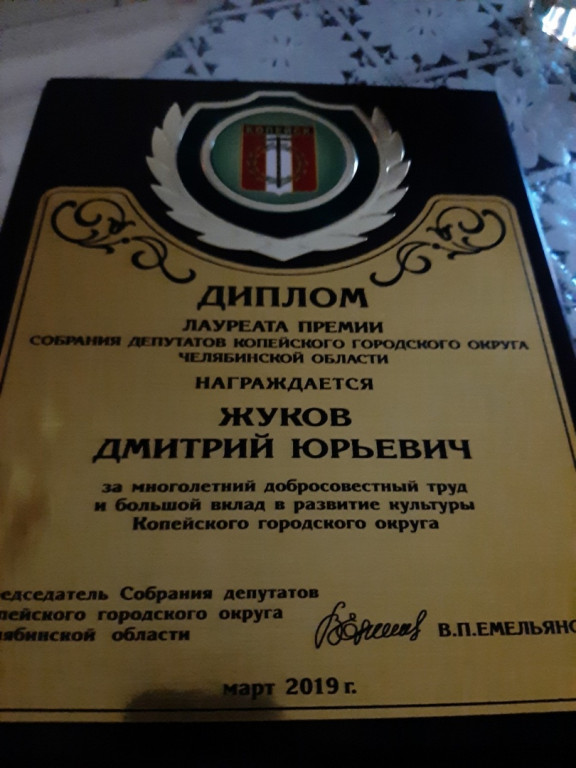 КОПЕЙСК
ДИПЛОМ
ЛАУРЕАТА ПРЕМИИ
СОБРАНИЯ ДЕПУТАТОВ КОПЕЙСКОГО ГОРОДСКОГО ОКРУГА
ЧЕЛЯБИНСКОЙ ОБЛАСТИ
НАГРАЖДАЕТСЯ
ЖУКОВ
ДМИТРИЙ ЮРЬЕВИЧ
за многолетний добросовестный труд
и большой вклад в развитие культуры
Копейского городского округа
едседатель Собрания депутатов
пейского городского округа
лябинской области
В.П.ЕМЕЛЬЯНО
март 2019 г.